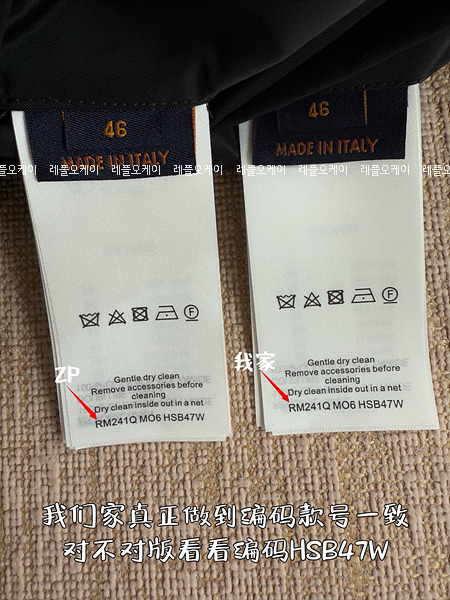 46
46
MADE IN ITALY
MADE IN ITALY
레플오케이 레플오케이 레플오케이 레플오케이 레플오케이 레플오케이 레플오케이
Gentle dry clean
Remove accessories before
cleaning
Dry clean inside out in a net
RM241Q MO6 HSB47W
Gentle dry clean
Remove accessories before
cleaning
Dry clean inside out in a net
RM241Q MO6 HSB47W
ZP
我家
我们家真正做到编码款号一致
对不对版看看编码HSB47W